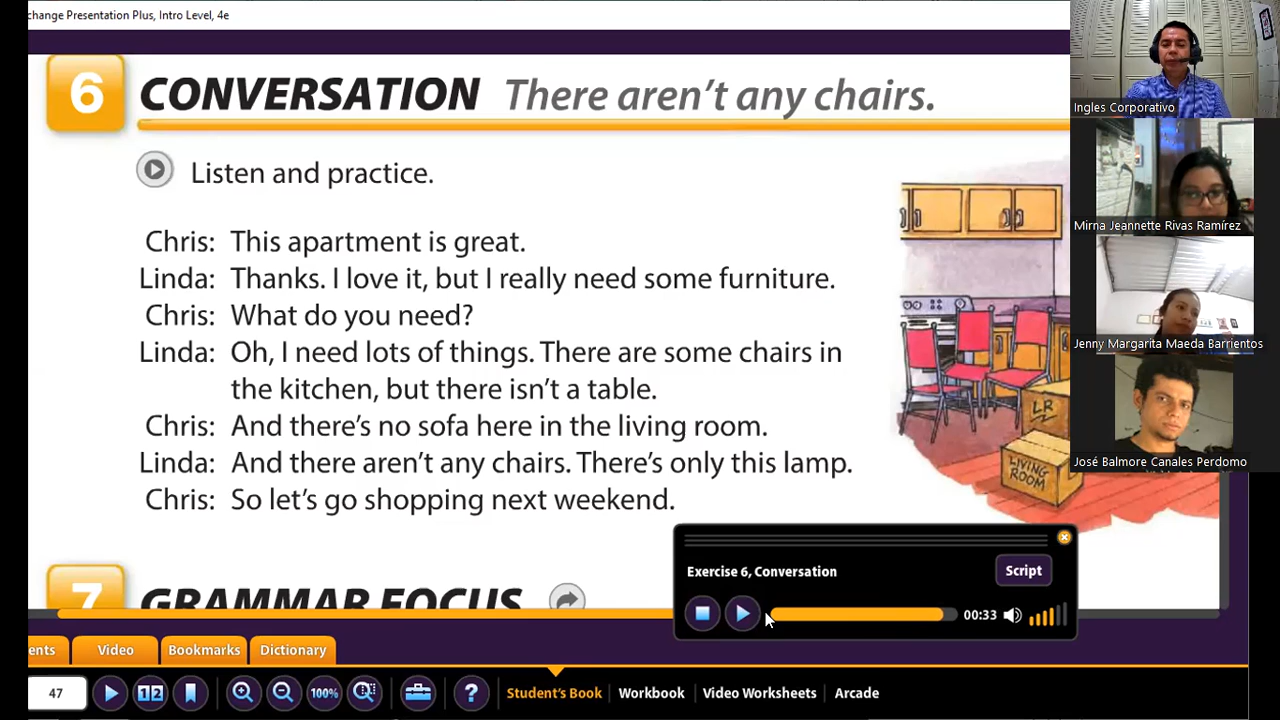 change Presentation Plus, Intro Level, 4e
6 CONVERSATION There aren't any chairs.
Listen and practice.
Chris: This apartment is great.
Linda: Thanks. I love it, but I really need some furniture.
Chris: What do you need?
Linda: Oh, I need lots of things. There are some chairs in
the kitchen, but there isn't a table.
Chris: And there's no sofa here in the living room.
Linda: And there aren't any chairs. There's only this lamp.
Chris: So let's go shopping next weekend.
LR
LIVING
ROOM
7 GRAMMAR FOCUS
Exercise 6, Conversation
Script
00:33
Ingles Corporativo
Mirna Jeannette Rivas Ramírez
Jenny Margarita Maeda Barrientos
José Balmore Canales Perdomo
ents Video Bookmarks Dictionary
47 1 2 100% ? Student's Book Workbook Video Worksheets Arcade